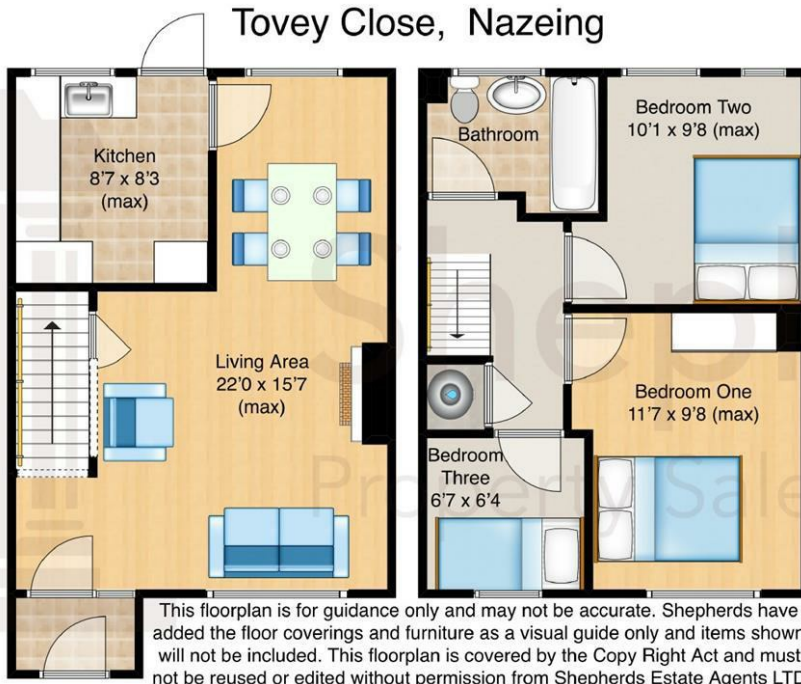 Tovey Close, Nazeing
Kitchen
8'7 x 8'3
(max)
Living Area
22'0 x 15'7
(max)
Bathroom
Bedroom Two
10'1 x 9'8 (max)
Bedroom One
11'7 x 9'8 (max)
Bedroom
Three
6'7 x 6'4
Sheph
Property Sale
This floorplan is for guidance only and may not be accurate. Shepherds have
added the floor coverings and furniture as a visual guide only and items shown
will not be included. This floorplan is covered by the Copy Right Act and must
not be reused or edited without permission from Shepherds Estate Agents LTD